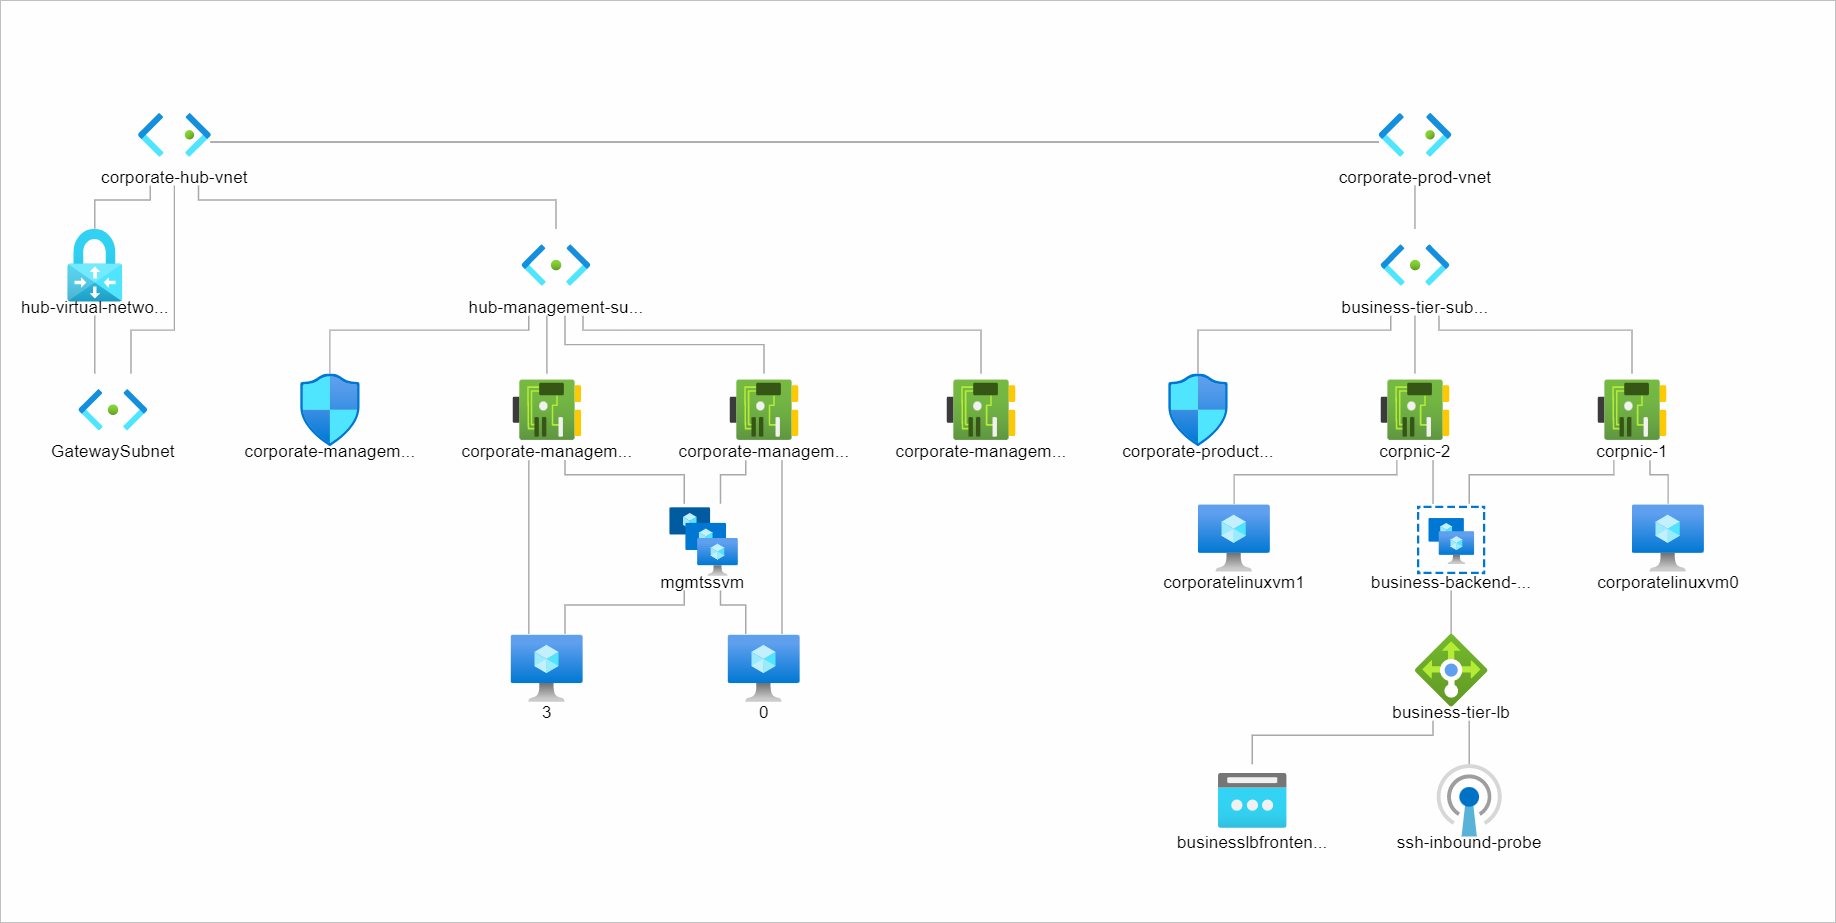 corporate-hub-vnet
corporate-prod-vnet
hub-virtual-netwo...
hub-management-su...
business-tier-sub...
GatewaySubnet
corporate-managem...
corporate-managem...
corporate-managem...
corporate-managem...
corporate-product...
corpnic-2
corpnic-1
mgmtssvm
corporatelinuxvm1
business-backend-...
corporatelinuxvm0
3
0
business-tier-lb
businesslbfronten...
ssh-inbound-probe